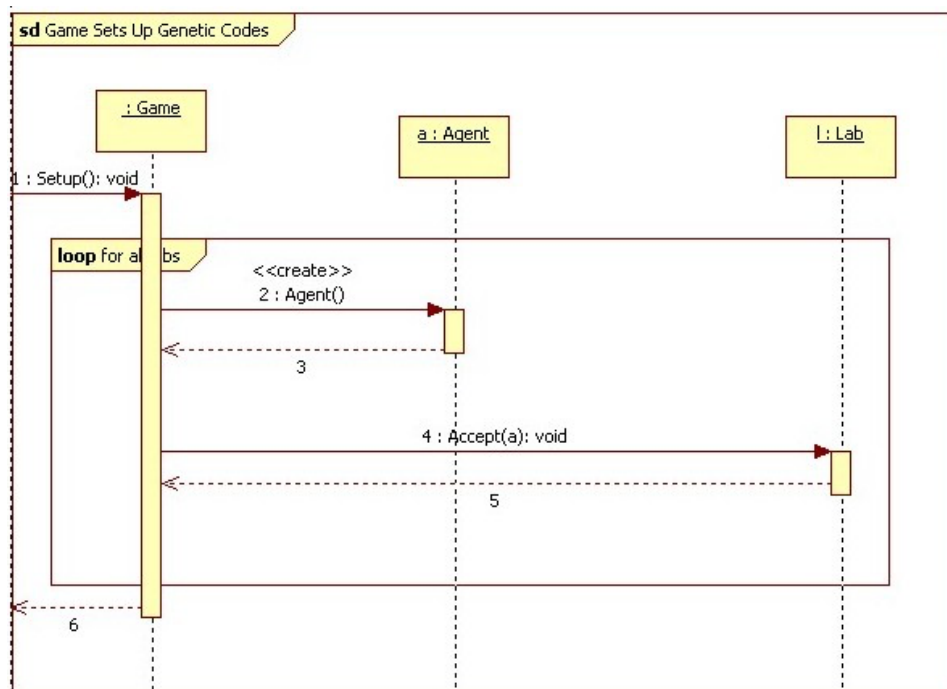 sd Game Sets Up Genetic Codes
: Game
a : Agent
l : Lab
1 : Setup(): void
loop for al bs
<<create>>
2 : Agent()
3
4 : Accept(a): void
5
6